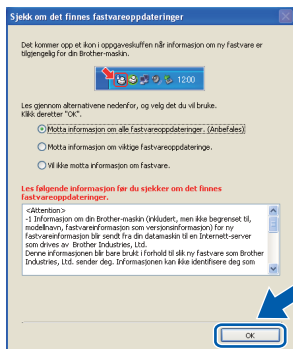 Sjekk om det finnes fastvareoppdateringer
Det kommer opp et ikon i oppgaveskuffen når informasjon om ny fastvare er
tilgjengelig for din Brother-maskin.
12:00
Les gjennom alternativene nedenfor, og velg det du vil bruke.
Klikk deretter "OK".
Motta informasjon om alle fastvareoppdateringer. (Anbefales)
Motta informasjon om viktige fastvareoppdateringe.
Vil ikke motta informasjon om fastvare.
Les følgende informasjon før du sjekker om det finnes
fastvareoppdateringer.
<Attention>
-1 Informasjon om din Brother-maskin (inkludert, men ikke begrenset til,
modellnavn, fastvareinformasjon som versjonsinformasjon) for ny
fastvareinformasjon blir sendt fra din datamaskin til en Internett-server
som drives av Brother Industries, Ltd.
Denne informasjonen blir bare brukt i forhold til slik ny fastvare som Brother
Industries, Ltd. sender deg. Informasjonen kan ikke identifisere deg som
OK